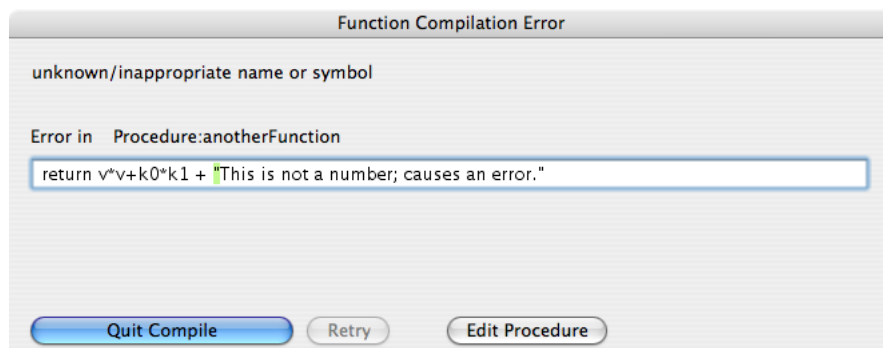 Function Compilation Error
unknown/inappropriate name or symbol
Error in Procedure:anotherFunction
return v*v+k0*k1 + "This is not a number; causes an error."
Quit Compile Retry Edit Procedure